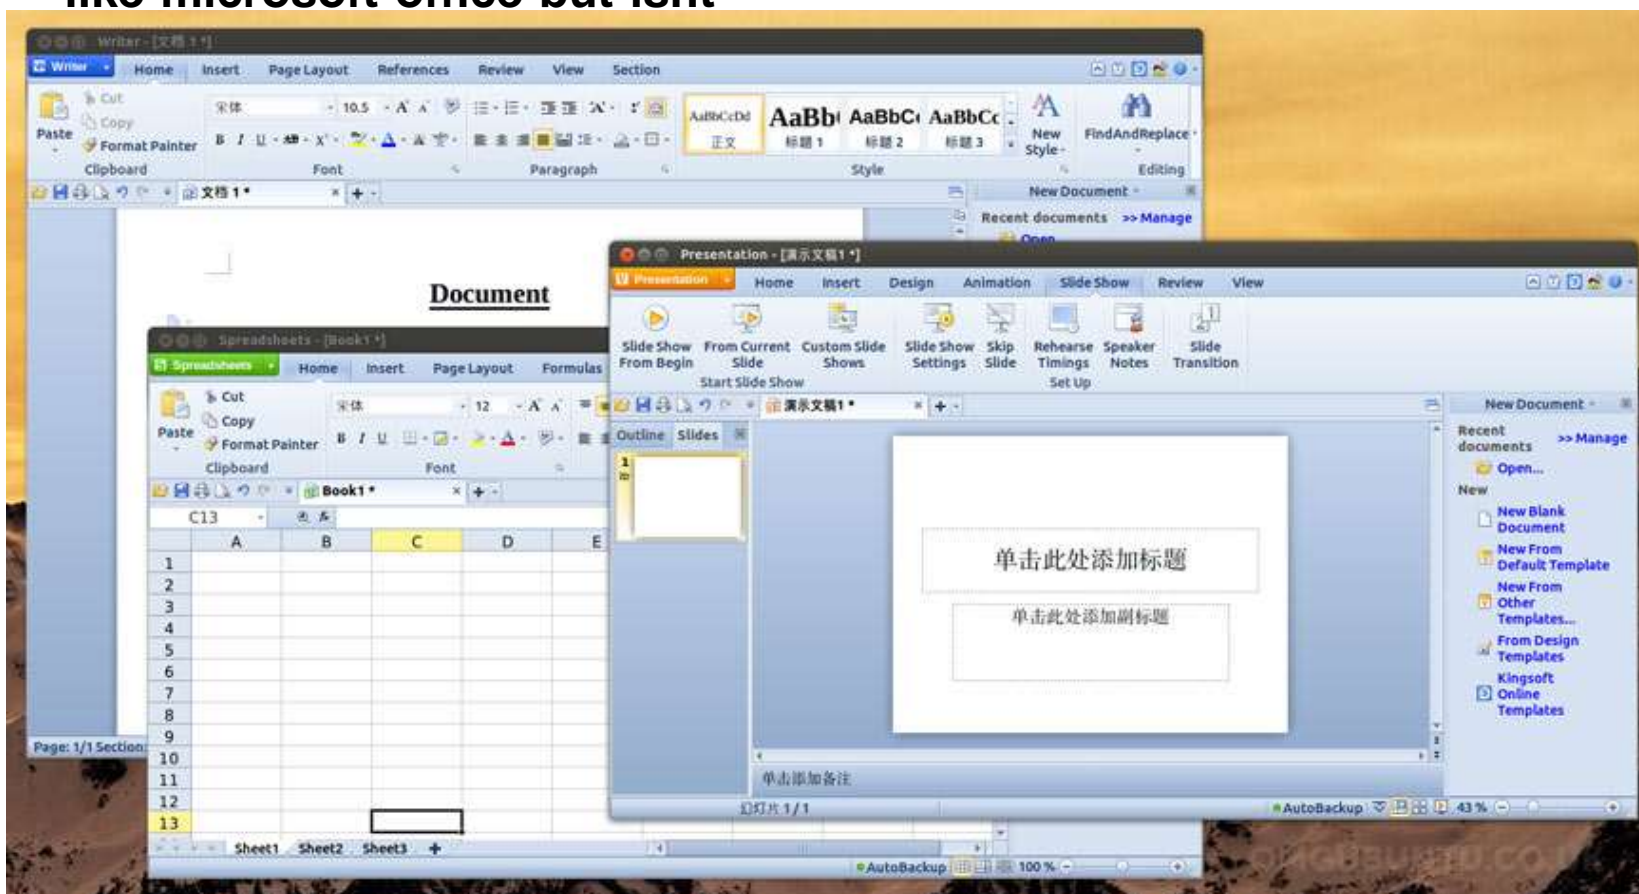 like microsoft office but isnt
Writer - [文档 1 *]
Writer Home Insert Page Layout References Review View Section
Cut
Copy
Paste
Format Painter
Clipboard
宋体 10.5
B I U AB X
Font
Paragraph
AaBbCcDd AaBb AaBbC AaBbCc
正文 标题 1 标题 2 标题 3
Style
New
Style
FindAndReplace
Editing
文档 1 *
New Document
Recent documents >> Manage
Open
Document
Page: 1/1 Section:
Spreadsheets - [Book1 *]
Spreadsheets Home Insert Page Layout Formulas
Cut
Copy
Paste
Format Painter
Clipboard
宋体 12
B I U
Font
Book1 *
C13
A B C D E
1
2
3
4
5
6
7
8
9
10
11
12
13
Sheet1 Sheet2 Sheet3
AutoBackup 100 %
Presentation - [演示文稿1 *]
Presentation Home Insert Design Animation Slide Show Review View
Slide Show From Current Custom Slide Slide Show Skip Rehearse Speaker Slide
From Begin Slide Shows Settings Slide Timings Notes Transition
Start Slide Show Set Up
演示文稿1 *
Outline Slides
1
单击此处添加标题
单击此处添加副标题
单击添加备注
幻灯片 1 / 1
AutoBackup 43 %
New Document
Recent
documents >> Manage
Open...
New
New Blank
Document
New From
Default Template
New From
Other
Templates...
From Design
Templates
Kingsoft
Online
Templates